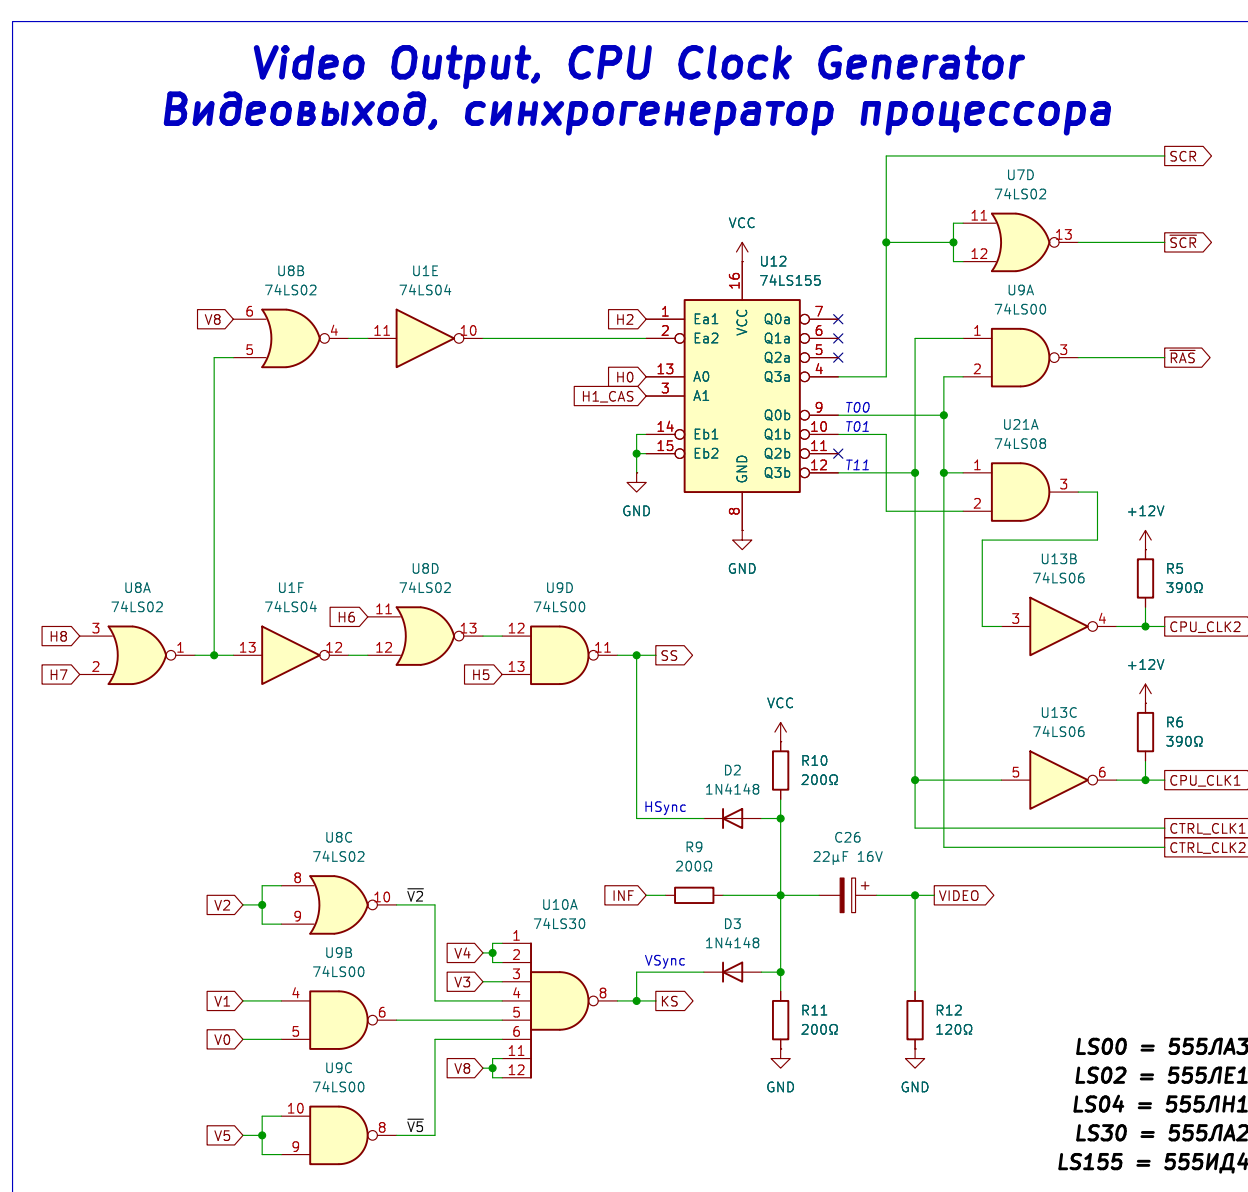 Video Output, CPU Clock Generator
Видеовыход, синхрогенератор процессора
SCR
U7D
74LS02
11
12
13
SCR
VCC
U12
74LS155
16
U8B
74LS02
V8
6
5
4
U1E
74LS04
11
10
H2
1
2
H0
13
H1_CAS
3
14
15
GND
Ea1
Ea2
A0
A1
Eb1
Eb2
VCC
GND
Q0a
Q1a
Q2a
Q3a
Q0b
Q1b
Q2b
Q3b
7
6
5
4
9
10
11
12
T00
T01
T11
8
GND
U9A
74LS00
1
2
3
RAS
U21A
74LS08
1
2
3
+12V
U13B
74LS06
3
4
R5
390Ω
CPU_CLK2
+12V
U13C
74LS06
5
6
R6
390Ω
CPU_CLK1
CTRL_CLK1
CTRL_CLK2
U8A
74LS02
H8
3
H7
2
1
U1F
74LS04
13
12
U8D
74LS02
H6
11
12
13
U9D
74LS00
12
H5
13
11
SS
VCC
R10
200Ω
D2
1N4148
HSync
R9
200Ω
INF
C26
22µF 16V
+
VIDEO
D3
1N4148
VSync
KS
R11
200Ω
GND
R12
120Ω
GND
U8C
74LS02
V2
8
9
10
V2
U9B
74LS00
V1
4
V0
5
6
U9C
74LS00
V5
10
9
8
V5
U10A
74LS30
V4
V3
V8
1
2
3
4
5
6
11
12
8
LS00 = 555ЛА3
LS02 = 555ЛЕ1
LS04 = 555ЛН1
LS30 = 555ЛА2
LS155 = 555ИД4